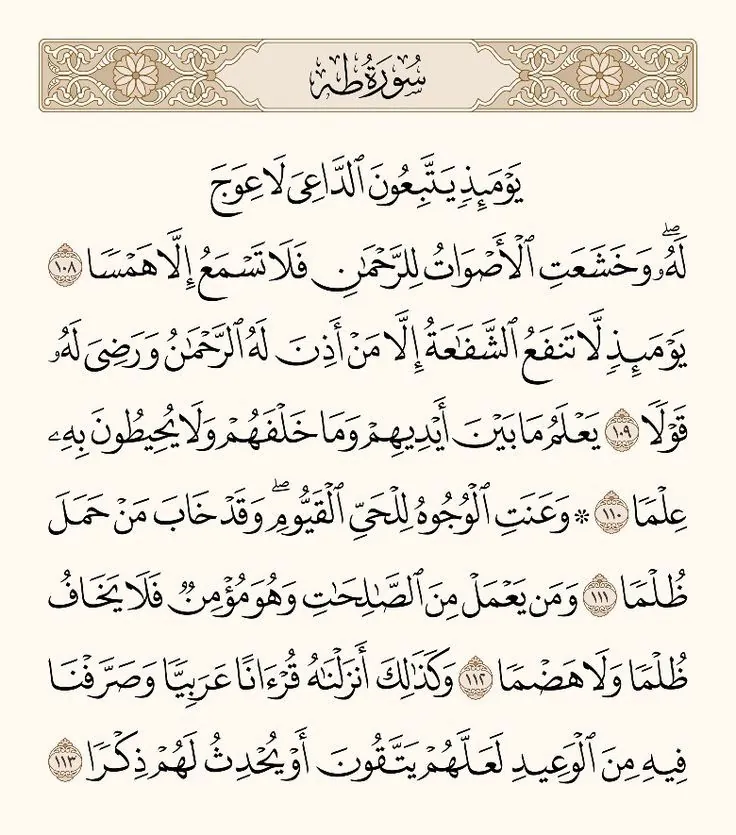 سُورَةُ طه
يَوْمَئِذٍ يَتَّبِعُونَ ٱلدَّاعِيَ لَا عِوَجَ
لَهُۥۖ وَخَشَعَتِ ٱلْأَصْوَاتُ لِلرَّحْمَٰنِ فَلَا تَسْمَعُ إِلَّا هَمْسًا ١٠٨
يَوْمَئِذٍ لَّا تَنفَعُ ٱلشَّفَٰعَةُ إِلَّا مَنْ أَذِنَ لَهُ ٱلرَّحْمَٰنُ وَرَضِيَ لَهُۥ
قَوْلًا ١٠٩ يَعْلَمُ مَا بَيْنَ أَيْدِيهِمْ وَمَا خَلْفَهُمْ وَلَا يُحِيطُونَ بِهِۦ
عِلْمًا ١١٠ * وَعَنَتِ ٱلْوُجُوهُ لِلْحَيِّ ٱلْقَيُّومِۖ وَقَدْ خَابَ مَنْ حَمَلَ
ظُلْمًا ١١١ وَمَن يَعْمَلْ مِنَ ٱلصَّٰلِحَٰتِ وَهُوَ مُؤْمِنٌ فَلَا يَخَافُ
ظُلْمًا وَلَا هَضْمًا ١١٢ وَكَذَٰلِكَ أَنزَلْنَٰهُ قُرْءَانًا عَرَبِيًّا وَصَرَّفْنَا
فِيهِ مِنَ ٱلْوَعِيدِ لَعَلَّهُمْ يَتَّقُونَ أَوْ يُحْدِثُ لَهُمْ ذِكْرًا ١١٣